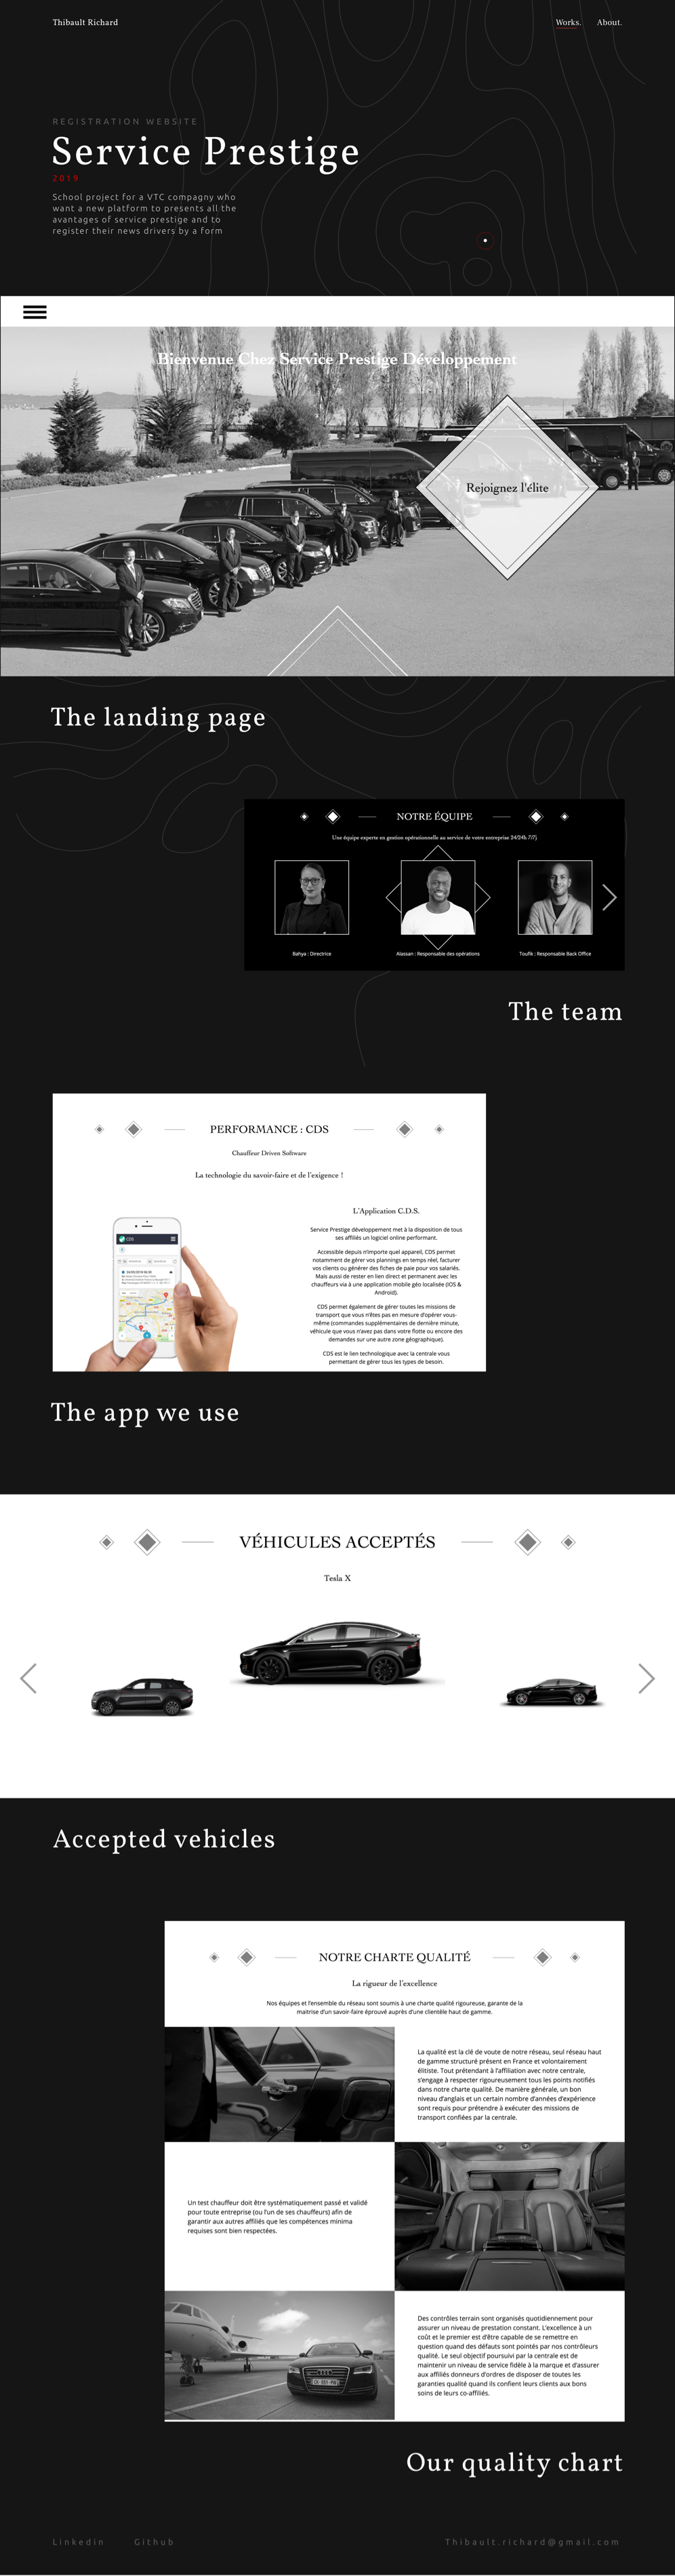 Thibault Richard
Works.
About.
REGISTRATION WEBSITE
Service Prestige
2019
School project for a VTC compagny who
want a new platform to presents all the
avantages of service prestige and to
register their news drivers by a form
Bienvenue Chez Service Prestige Développement
Rejoignez l'élite
The landing page
NOTRE ÉQUIPE
Une équipe experte en gestion opérationnelle au service de votre entreprise 24/24h 7/7j
Bahya : Directrice
Alassan : Responsable des opérations
Toufik : Responsable Back Office
The team
PERFORMANCE : CDS
Chauffeur Driven Software
La technologie du savoir-faire et de l'exigence !
CDS
L'Application C.D.S.
Service Prestige développement met à la disposition de tous
ses affiliés un logiciel online performant.
Accessible depuis n'importe quel appareil, CDS permet
notamment de gérer vos plannings en temps réel, facturer
vos clients ou générer des fiches de paie pour vos salariés.
Mais aussi de rester en lien direct et permanent avec les
chauffeurs via à une application mobile géo localisée (IOS &
Android).
CDS permet également de gérer toutes les missions de
transport que vous n'êtes pas en mesure d'opérer vous-
même (commandes supplémentaires de dernière minute,
véhicule que vous n'avez pas dans votre flotte ou encore des
demandes sur une autre zone géographique).
CDS est le lien technologique avec la centrale vous
permettant de gérer tous les types de besoin.
The app we use
VÉHICULES ACCEPTÉS
Tesla X
Accepted vehicles
NOTRE CHARTE QUALITÉ
La rigueur de l'excellence
Nos équipes et l'ensemble du réseau sont soumis à une charte qualité rigoureuse, garante de la
maitrise d'un savoir-faire éprouvé auprès d'une clientèle haut de gamme.
La qualité est la clé de voute de notre réseau, seul réseau haut
de gamme structuré présent en France et volontairement
élitiste. Tout prétendant à l'affiliation avec notre centrale,
s'engage à respecter rigoureusement tous les points notifiés
dans notre charte qualité. De manière générale, un bon
niveau d'anglais et un certain nombre d'années d'expérience
sont requis pour prétendre à exécuter des missions de
transport confiées par la centrale.
Un test chauffeur doit être systématiquement passé et validé
pour toute entreprise (ou l'un de ses chauffeurs) afin de
garantir aux autres affiliés que les compétences minima
requises sont bien respectées.
Des contrôles terrain sont organisés quotidiennement pour
assurer un niveau de prestation constant. L'excellence à un
coût et le premier est d'être capable de se remettre en
question quand des défauts sont pointés par nos contrôleurs
qualité. Le seul objectif poursuivi par la centrale est de
maintenir un niveau de service fidèle à la marque et d'assurer
aux affiliés donneurs d'ordres de disposer de toutes les
garanties qualité quand ils confient leurs clients aux bons
soins de leurs co-affiliés.
Our quality chart
Linkedin
Github
Thibault.richard@gmail.com